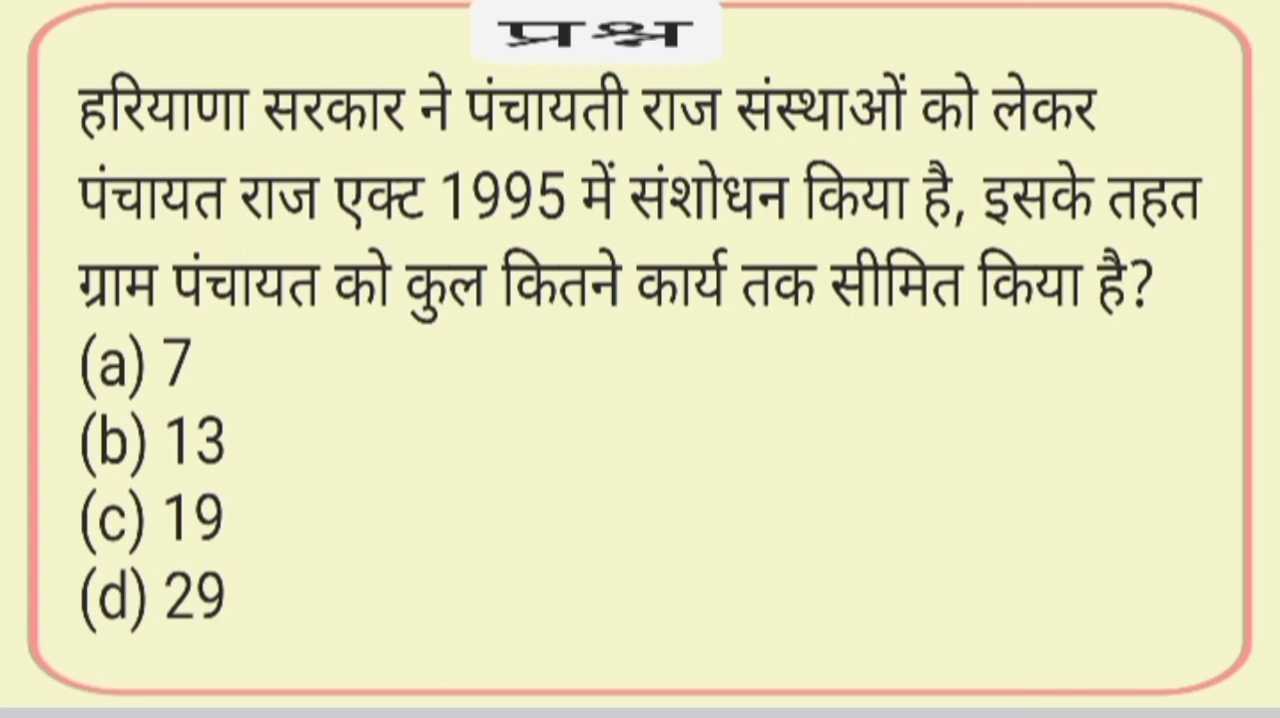 प्रश्न
हरियाणा सरकार ने पंचायती राज संस्थाओं को लेकर
पंचायत राज एक्ट 1995 में संशोधन किया है, इसके तहत
ग्राम पंचायत को कुल कितने कार्य तक सीमित किया है?
(a) 7
(b) 13
(c) 19
(d) 29